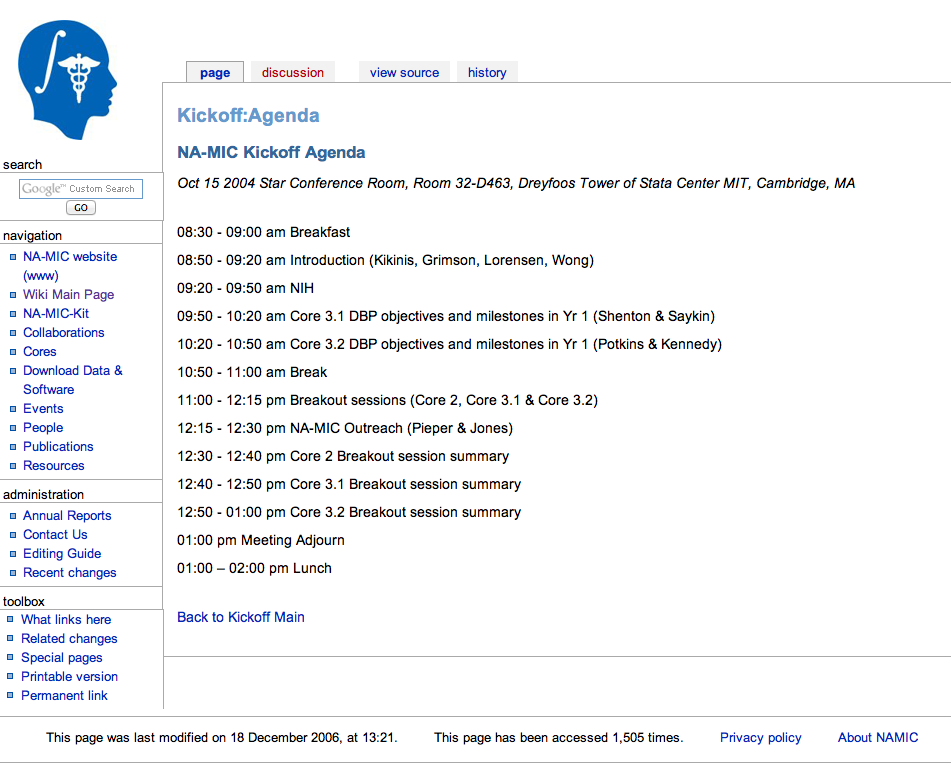 page
discussion
view source
history
Kickoff:Agenda
NA-MIC Kickoff Agenda
Oct 15 2004 Star Conference Room, Room 32-D463, Dreyfoos Tower of Stata Center MIT, Cambridge, MA
08:30 - 09:00 am Breakfast
08:50 - 09:20 am Introduction (Kikinis, Grimson, Lorensen, Wong)
09:20 - 09:50 am NIH
09:50 - 10:20 am Core 3.1 DBP objectives and milestones in Yr 1 (Shenton & Saykin)
10:20 - 10:50 am Core 3.2 DBP objectives and milestones in Yr 1 (Potkins & Kennedy)
10:50 - 11:00 am Break
11:00 - 12:15 pm Breakout sessions (Core 2, Core 3.1 & Core 3.2)
12:15 - 12:30 pm NA-MIC Outreach (Pieper & Jones)
12:30 - 12:40 pm Core 2 Breakout session summary
12:40 - 12:50 pm Core 3.1 Breakout session summary
12:50 - 01:00 pm Core 3.2 Breakout session summary
01:00 pm Meeting Adjourn
01:00 – 02:00 pm Lunch
Back to Kickoff Main
search
Google™ Custom Search
GO
navigation
NA-MIC website
(www)
Wiki Main Page
NA-MIC-Kit
Collaborations
Cores
Download Data &
Software
Events
People
Publications
Resources
administration
Annual Reports
Contact Us
Editing Guide
Recent changes
toolbox
What links here
Related changes
Special pages
Printable version
Permanent link
This page was last modified on 18 December 2006, at 13:21.
This page has been accessed 1,505 times.
Privacy policy
About NAMIC